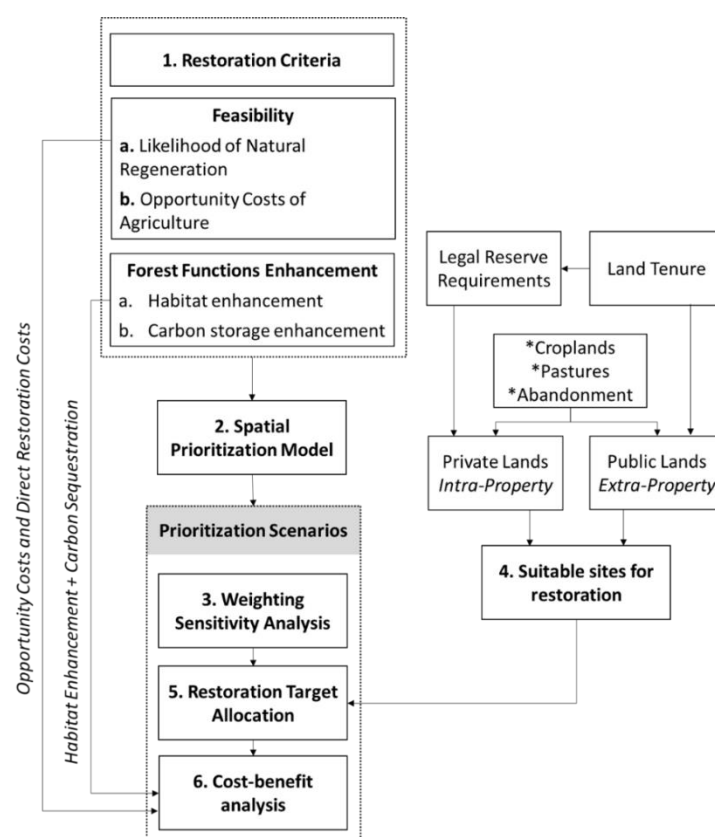 1. Restoration Criteria
Feasibility
a. Likelihood of Natural
Regeneration
b. Opportunity Costs of
Agriculture
Forest Functions Enhancement
a. Habitat enhancement
b. Carbon storage enhancement
Opportunity Costs and Direct Restoration Costs
Habitat Enhancement + Carbon Sequestration
2. Spatial
Prioritization Model
Prioritization Scenarios
3. Weighting
Sensitivity Analysis
5. Restoration Target
Allocation
6. Cost-benefit
analysis
Legal Reserve
Requirements
Land Tenure
*Croplands
*Pastures
*Abandonment
Private Lands
Intra-Property
Public Lands
Extra-Property
4. Suitable sites for
restoration